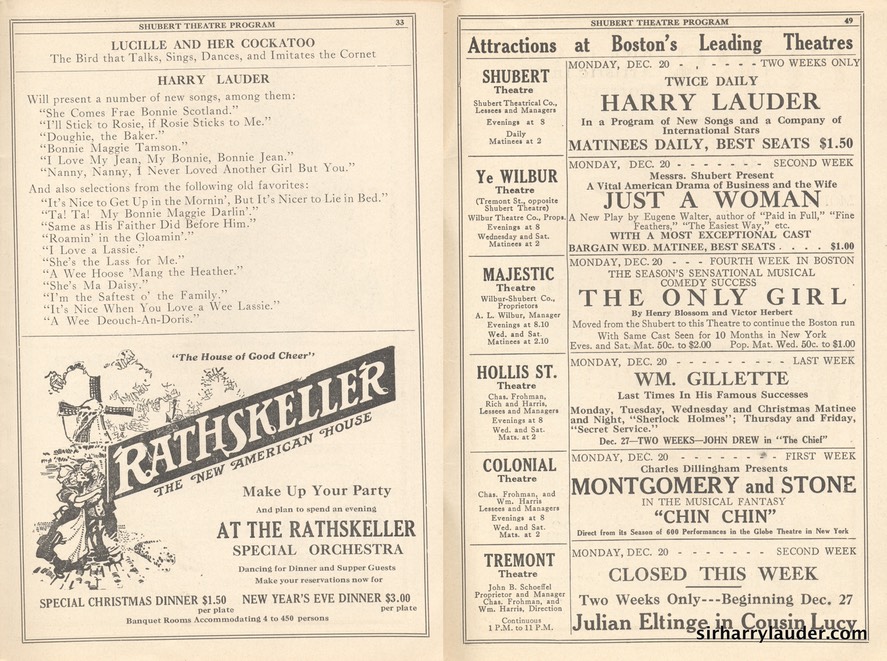 SHUBERT THEATRE PROGRAM 33
LUCILLE AND HER COCKATOO
The Bird that Talks, Sings, Dances, and Imitates the Cornet
HARRY LAUDER
Will present a number of new songs, among them:
"She Comes Frae Bonnie Scotland."
"I'll Stick to Rosie, if Rosie Sticks to Me."
"Doughie, the Baker."
"Bonnie Maggie Tamson."
"I Love My Jean, My Bonnie, Bonnie Jean."
"Nanny, Nanny, I Never Loved Another Girl But You."
And also selections from the following old favorites:
"It's Nice to Get Up in the Mornin', But It's Nicer to Lie in Bed."
"Ta! Ta! My Bonnie Maggie Darlin'."
"Same as His Faither Did Before Him."
"Roamin' in the Gloamin'."
"I Love a Lassie."
"She's the Lass for Me."
"A Wee Hoose 'Mang the Heather."
"She's Ma Daisy."
"I'm the Saftest o' the Family."
"It's Nice When You Love a Wee Lassie."
"A Wee Deouch-An-Doris."
"The House of Good Cheer"
RATHSKELLER
THE NEW AMERICAN HOUSE
Make Up Your Party
And plan to spend an evening
AT THE RATHSKELLER
SPECIAL ORCHESTRA
Dancing for Dinner and Supper Guests
Make your reservations now for
SPECIAL CHRISTMAS DINNER $1.50 per plate
NEW YEAR'S EVE DINNER $3.00 per plate
Banquet Rooms Accommodating 4 to 450 persons
SHUBERT THEATRE PROGRAM 49
Attractions at Boston's Leading Theatres
SHUBERT
Theatre
Shubert Theatrical Co.,
Lessees and Managers
Evenings at 8
Daily
Matinees at 2
MONDAY, DEC. 20 - - - - - - TWO WEEKS ONLY
TWICE DAILY
HARRY LAUDER
In a Program of New Songs and a Company of
International Stars
MATINEES DAILY, BEST SEATS $1.50
Ye WILBUR
Theatre
(Tremont St., opposite
Shubert Theatre)
Wilbur Theatre Co., Props.
Evenings at 8
Wednesday and Sat.
Matinees at 2
MONDAY, DEC. 20 - - - - - - - - SECOND WEEK
Messrs. Shubert Present
A Vital American Drama of Business and the Wife
JUST A WOMAN
A New Play by Eugene Walter, author of "Paid in Full," "Fine
Feathers," "The Easiest Way," etc.
WITH A MOST EXCEPTIONAL CAST
BARGAIN WED. MATINEE, BEST SEATS . . . . $1.00
MAJESTIC
Theatre
Wilbur-Shubert Co.,
Proprietors
A. L. Wilbur, Manager
Evenings at 8.10
Wed. and Sat.
Matinees at 2.10
MONDAY, DEC. 20 - - - FOURTH WEEK IN BOSTON
THE SEASON'S SENSATIONAL MUSICAL
COMEDY SUCCESS
THE ONLY GIRL
By Henry Blossom and Victor Herbert
Moved from the Shubert to this Theatre to continue the Boston run
With Same Cast Seen for 10 Months in New York
Eves. and Sat. Mat. 50c. to $2.00 Pop. Mat. Wed. 50c. to $1.00
HOLLIS ST.
Theatre
Chas. Frohman,
Rich and Harris,
Lessees and Managers
Evenings at 8
Wed. and Sat.
Mats. at 2
MONDAY, DEC. 20 - - - - - - - - - - LAST WEEK
WM. GILLETTE
Last Times In His Famous Successes
Monday, Tuesday, Wednesday and Christmas Matinee
and Night, "Sherlock Holmes"; Thursday and Friday,
"Secret Service."
Dec. 27—TWO WEEKS—JOHN DREW in "The Chief"
COLONIAL
Theatre
Chas. Frohman, and
Wm. Harris
Lessees and Managers
Evenings at 8
Wed. and Sat.
Mats. at 2
MONDAY, DEC. 20 - - - - - - - - - FIRST WEEK
Charles Dillingham Presents
MONTGOMERY and STONE
IN THE MUSICAL FANTASY
"CHIN CHIN"
Direct from its Season of 600 Performances in the Globe Theatre in New York
TREMONT
Theatre
John B. Schoeffel
Proprietor and Manager
Chas. Frohman, and
Wm. Harris, Direction
Continuous
1 P.M. to 11 P.M.
MONDAY, DEC. 20 - - - - - - - - SECOND WEEK
CLOSED THIS WEEK
Two Weeks Only---Beginning Dec. 27
Julian Eltinge in Cousin Lucy
sirharrylauder.com